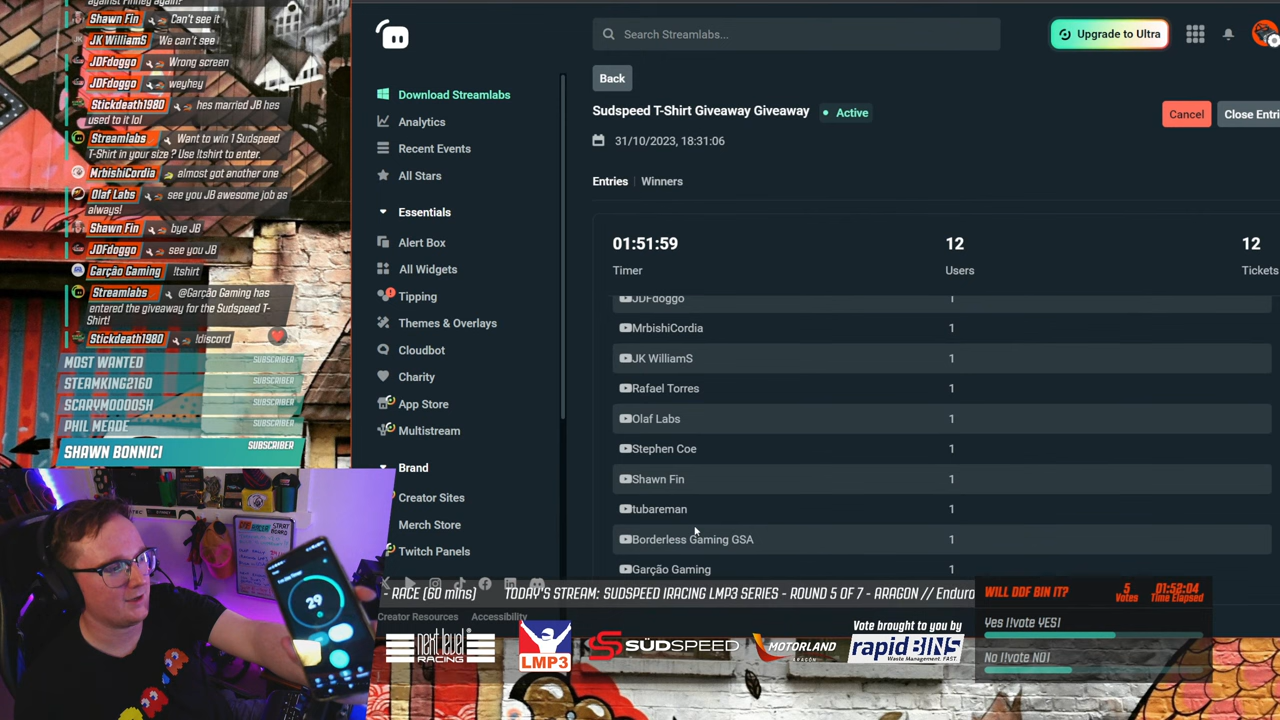 against Finney again?
Shawn Fin Can't see it
JK WilliamS We can't see
JDFdoggo Wrong screen
JDFdoggo weyhey
Stickdeath1980 hes married JB hes
used to it lol
Streamlabs Want to win 1 Sudspeed
T-Shirt in your size ? Use !tshirt to enter.
MrbishiCordia almost got another one
Olaf Labs see you JB awesome job as
always!
Shawn Fin bye JB
JDFdoggo see you JB
Garção Gaming !tshirt
Streamlabs @Garção Gaming has
entered the giveaway for the Sudspeed T-
Shirt!
Stickdeath1980 !discord
MOST WANTED SUBSCRIBER
STEAMKING2160 SUBSCRIBER
SCARYMOOOOSH SUBSCRIBER
PHIL MEADE SUBSCRIBER
SHAWN BONNICI SUBSCRIBER
29
Search Streamlabs...
Upgrade to Ultra
Download Streamlabs
Analytics
Recent Events
All Stars
Essentials
Alert Box
All Widgets
Tipping
Themes & Overlays
Cloudbot
Charity
App Store
Multistream
Brand
Creator Sites
Merch Store
Twitch Panels
Creator Resources Accessibility
Back
Sudspeed T-Shirt Giveaway Giveaway Active
Cancel Close Entri
31/10/2023, 18:31:06
Entries Winners
01:51:59 12 12
Timer Users Tickets
JDFdoggo 1
MrbishiCordia 1
JK WilliamS 1
Rafael Torres 1
Olaf Labs 1
Stephen Coe 1
Shawn Fin 1
tubareman 1
Borderless Gaming GSA 1
Garção Gaming 1
- RACE (60 mins) TODAY'S STREAM: SUDSPEED IRACING LMP3 SERIES - ROUND 5 OF 7 - ARAGON // Endura
WILL DDF BIN IT? 5 Votes 01:52:04 Time Elapsed
Yes !!vote YES!
No !!vote NO!
next level RACING
LMP3
SÜDSPEED
MOTORLAND
ARAGÓN
Vote brought to you by
rapidBINS
Waste Management. FAST.